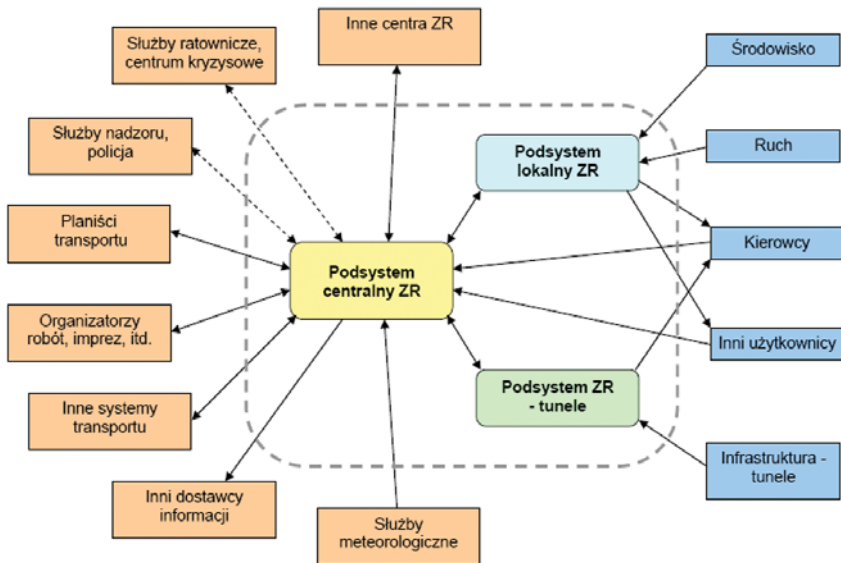 Inne centra ZR
Służby ratownicze,
centrum kryzysowe
Środowisko
Służby nadzoru,
policja
Podsystem
lokalny ZR
Ruch
Planiści
transportu
Kierowcy
Podsystem
centralny ZR
Organizatorzy
robót, imprez, itd.
Inni użytkownicy
Podsystem ZR
- tunele
Inne systemy
transportu
Infrastruktura -
tunele
Inni dostawcy
informacji
Służby
meteorologiczne